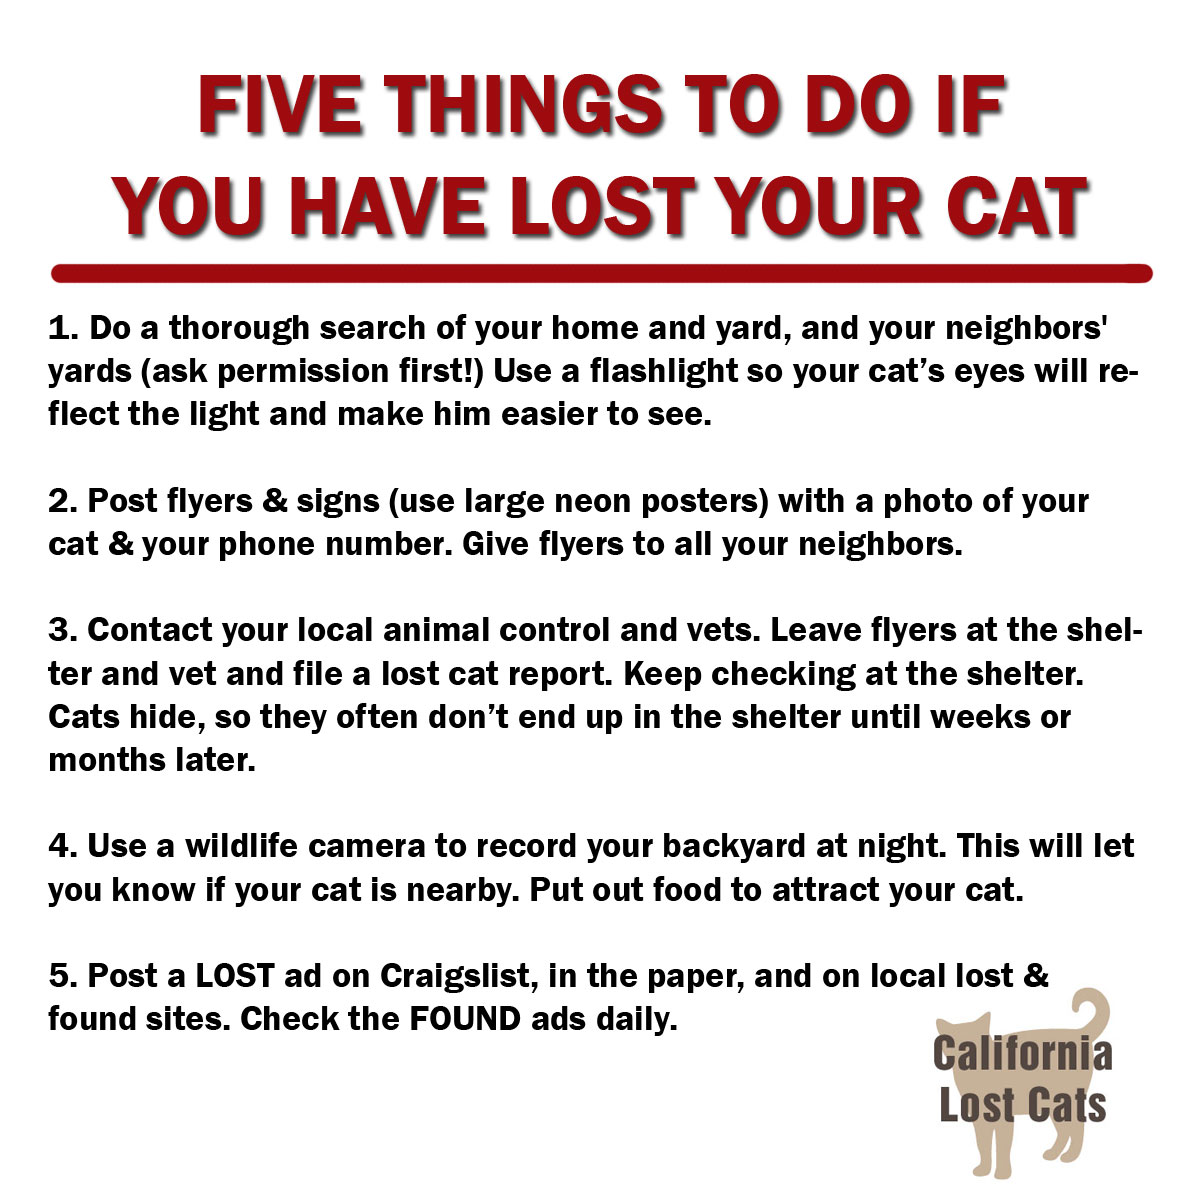 FIVE THINGS TO DO IF
YOU HAVE LOST YOUR CAT
1. Do a thorough search of your home and yard, and your neighbors'
yards (ask permission first!) Use a flashlight so your cat’s eyes will re-
flect the light and make him easier to see.
2. Post flyers & signs (use large neon posters) with a photo of your
cat & your phone number. Give flyers to all your neighbors.
3. Contact your local animal control and vets. Leave flyers at the shel-
ter and vet and file a lost cat report. Keep checking at the shelter.
Cats hide, so they often don’t end up in the shelter until weeks or
months later.
4. Use a wildlife camera to record your backyard at night. This will let
you know if your cat is nearby. Put out food to attract your cat.
5. Post a LOST ad on Craigslist, in the paper, and on local lost &
found sites. Check the FOUND ads daily.
California
Lost Cats